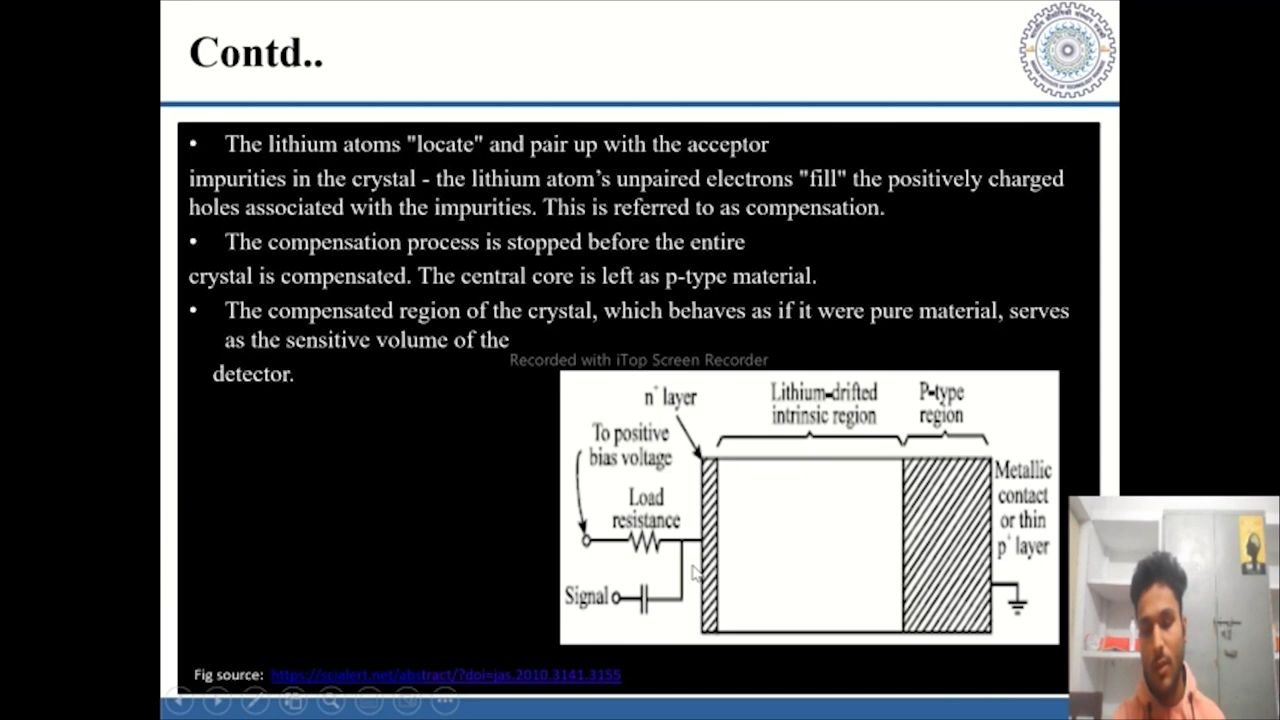 Contd..
• The lithium atoms "locate" and pair up with the acceptor
impurities in the crystal - the lithium atom’s unpaired electrons "fill" the positively charged
holes associated with the impurities. This is referred to as compensation.
• The compensation process is stopped before the entire
crystal is compensated. The central core is left as p-type material.
• The compensated region of the crystal, which behaves as if it were pure material, serves
as the sensitive volume of the
Recorded with iTop Screen Recorder
detector.
n⁺ layer
Lithium-drifted
intrinsic region
P-type
region
To positive
bias voltage
Load
resistance
Metallic
contact
or thin
p⁺ layer
Signal
Fig source: https://scialert.net/abstract/?doi=jas.2010.3141.3155